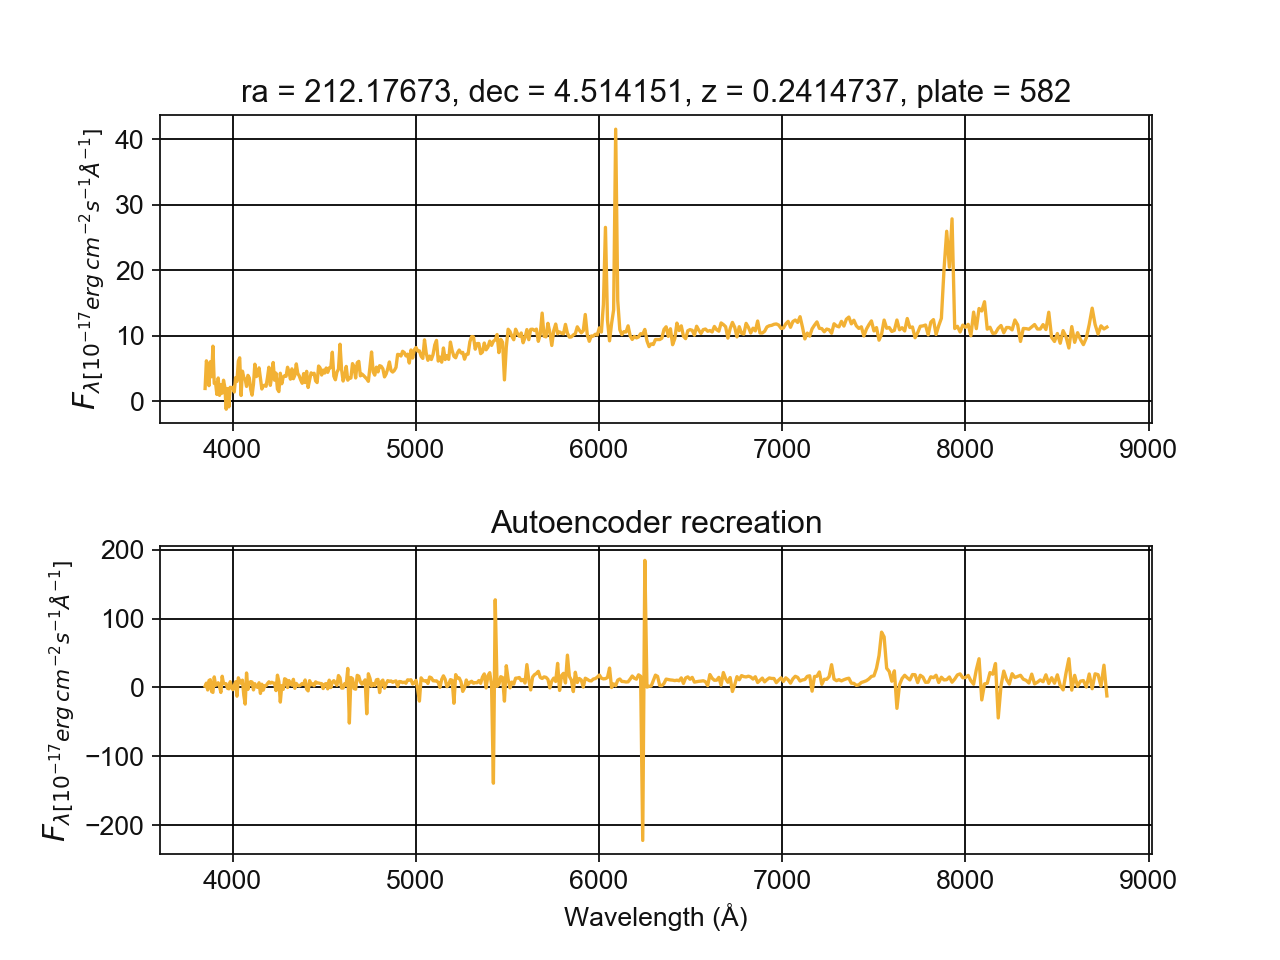 ra = 212.17673, dec = 4.514151, z = 0.2414737, plate = 582
F_λ[10^−17 erg cm^−2 s^−1 Å^−1]
40
30
20
10
0
4000 5000 6000 7000 8000 9000
Autoencoder recreation
F_λ[10^−17 erg cm^−2 s^−1 Å^−1]
200
100
0
−100
−200
4000 5000 6000 7000 8000 9000
Wavelength (Å)